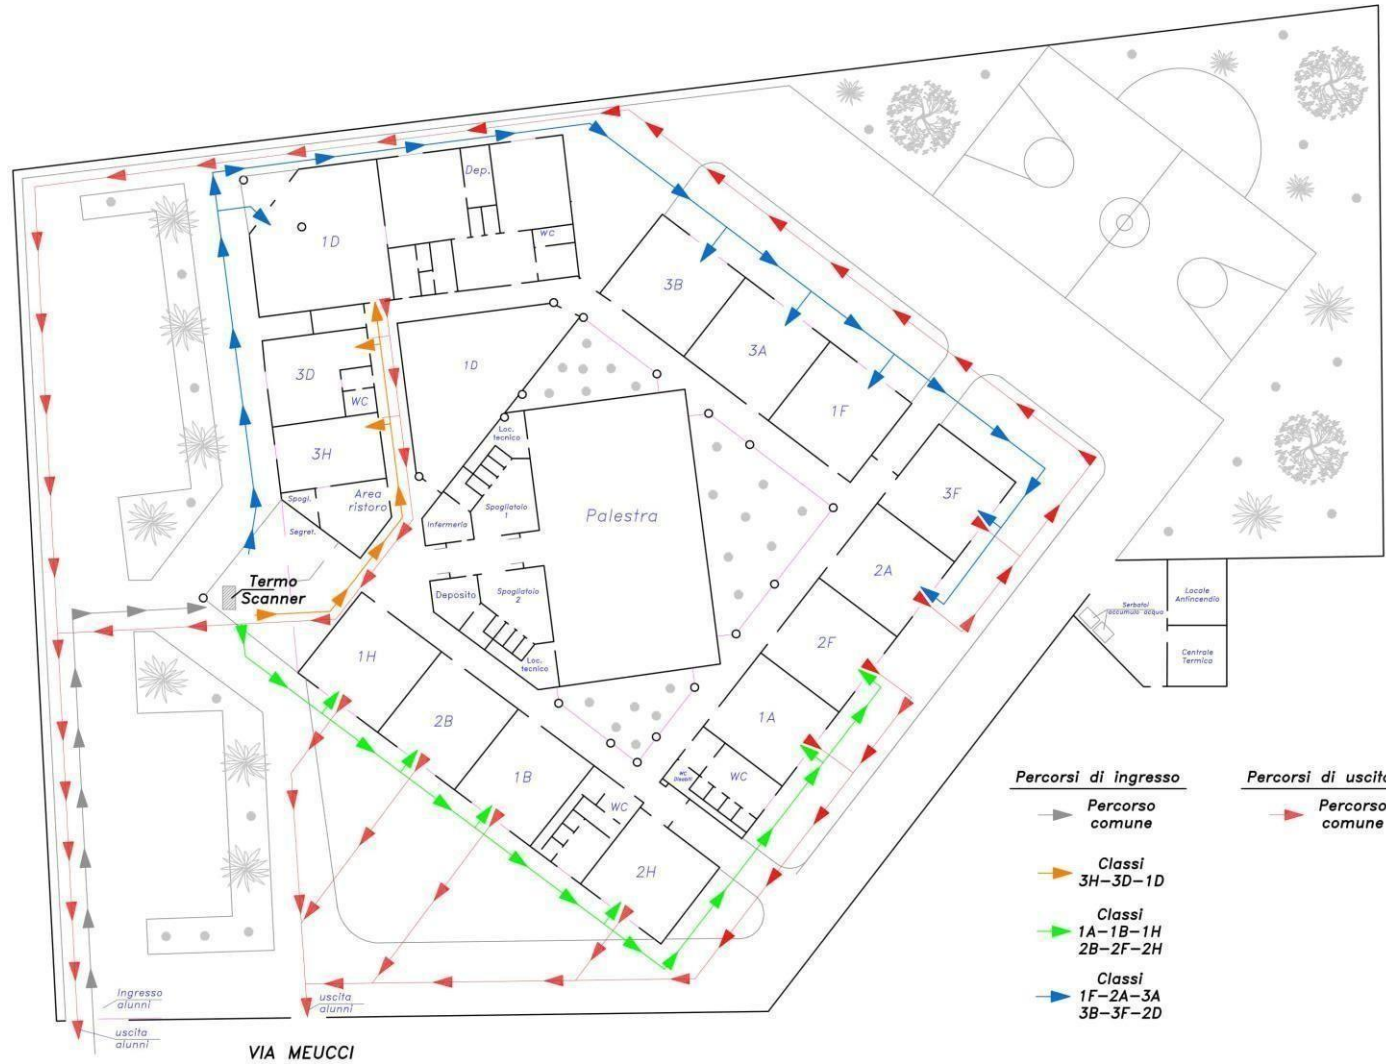 Dep.
1D
WC
3B
3A
1F
3D
WC
1D
3H
Loc.
tecnico
Spogl.
Area
ristoro
Segret.
Infermeria
Spogliatoio
1
Palestra
3F
2A
Termo
Scanner
Deposito
Spogliatoio
2
Loc.
tecnico
2F
1H
2B
1B
1A
WC
WC
2H
Serbatoi
accumulo acqua
Locale
Antincendio
Centrale
Termica
Percorsi di ingresso
Percorso
comune
Classi
3H-3D-1D
Classi
1A-1B-1H
2B-2F-2H
Classi
1F-2A-3A
3B-3F-2D
Percorsi di uscita
Percorso
comune
Ingresso
alunni
uscita
alunni
uscita
alunni
VIA MEUCCI